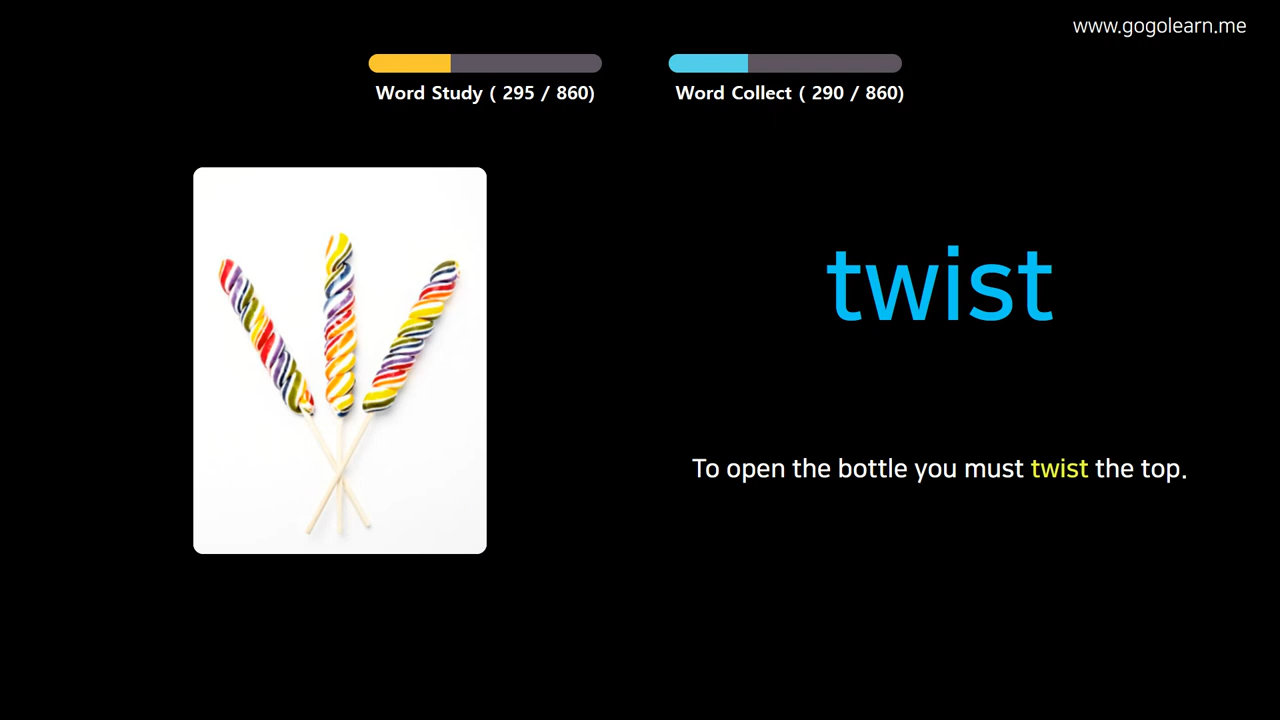 www.gogolearn.me
Word Study ( 295 / 860)
Word Collect ( 290 / 860)
twist
To open the bottle you must twist the top.